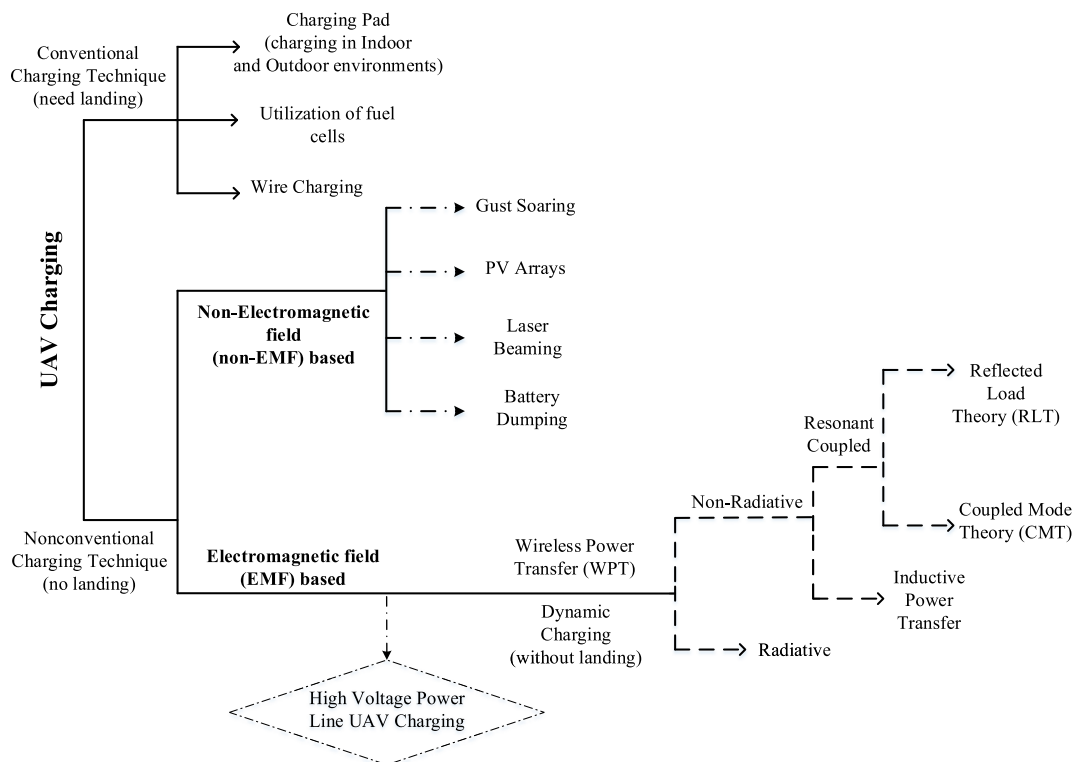 Charging Pad
(charging in Indoor
and Outdoor environments)
Conventional
Charging Technique
(need landing)
Utilization of fuel
cells
Wire Charging
UAV Charging
Gust Soaring
PV Arrays
Non-Electromagnetic
field
(non-EMF) based
Laser
Beaming
Battery
Dumping
Reflected
Load
Theory (RLT)
Resonant
Coupled
Non-Radiative
Coupled Mode
Theory (CMT)
Nonconventional
Charging Technique
(no landing)
Electromagnetic field
(EMF) based
Wireless Power
Transfer (WPT)
Dynamic
Charging
(without landing)
Inductive
Power
Transfer
Radiative
High Voltage Power
Line UAV Charging